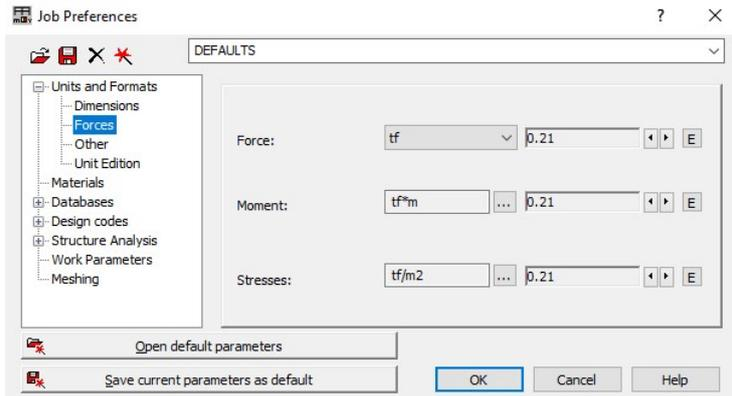 Job Preferences
DEFAULTS
Units and Formats
Dimensions
Forces
Other
Unit Edition
Materials
Databases
Design codes
Structure Analysis
Work Parameters
Meshing
Force: tf 0.21 E
Moment: tf*m ... 0.21 E
Stresses: tf/m2 ... 0.21 E
Open default parameters
Save current parameters as default
OK Cancel Help